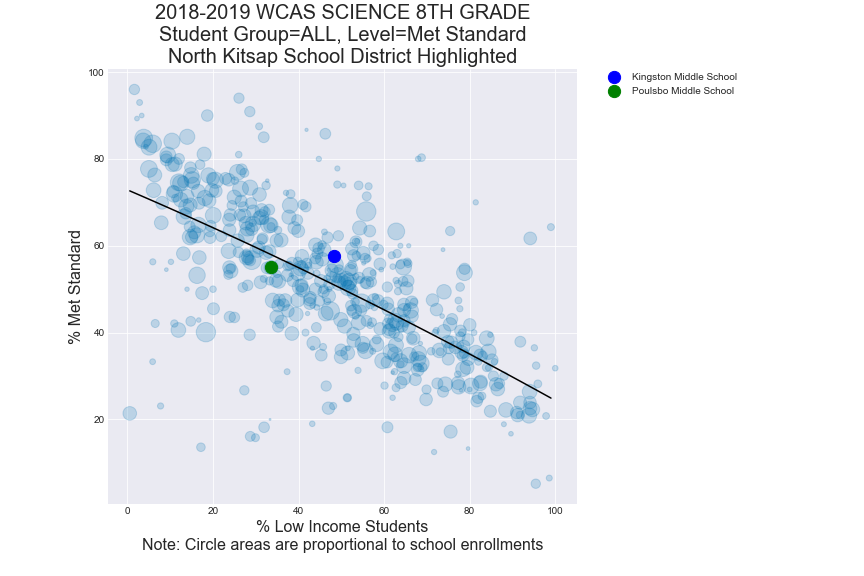 2018-2019 WCAS SCIENCE 8TH GRADE
Student Group=ALL, Level=Met Standard
North Kitsap School District Highlighted
Kingston Middle School
Poulsbo Middle School
% Met Standard
100
80
60
40
20
0 20 40 60 80 100
% Low Income Students
Note: Circle areas are proportional to school enrollments